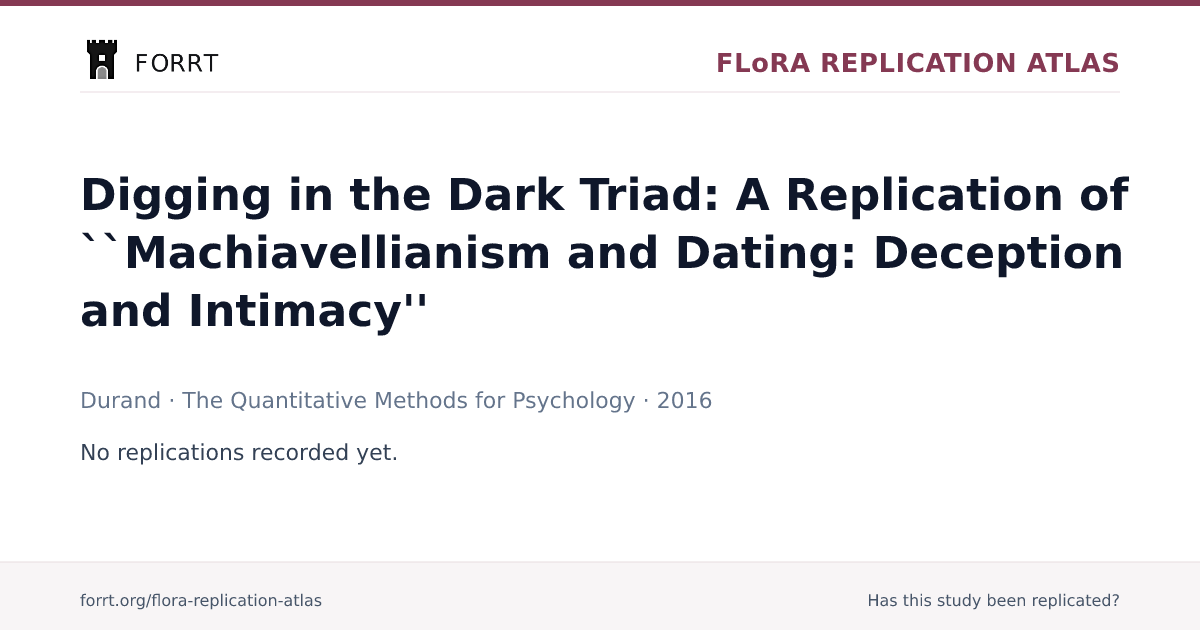 FORRT
FLoRA REPLICATION ATLAS
Digging in the Dark Triad: A Replication of
``Machiavellianism and Dating: Deception
and Intimacy''
Durand · The Quantitative Methods for Psychology · 2016
No replications recorded yet.
forrt.org/flora-replication-atlas
Has this study been replicated?